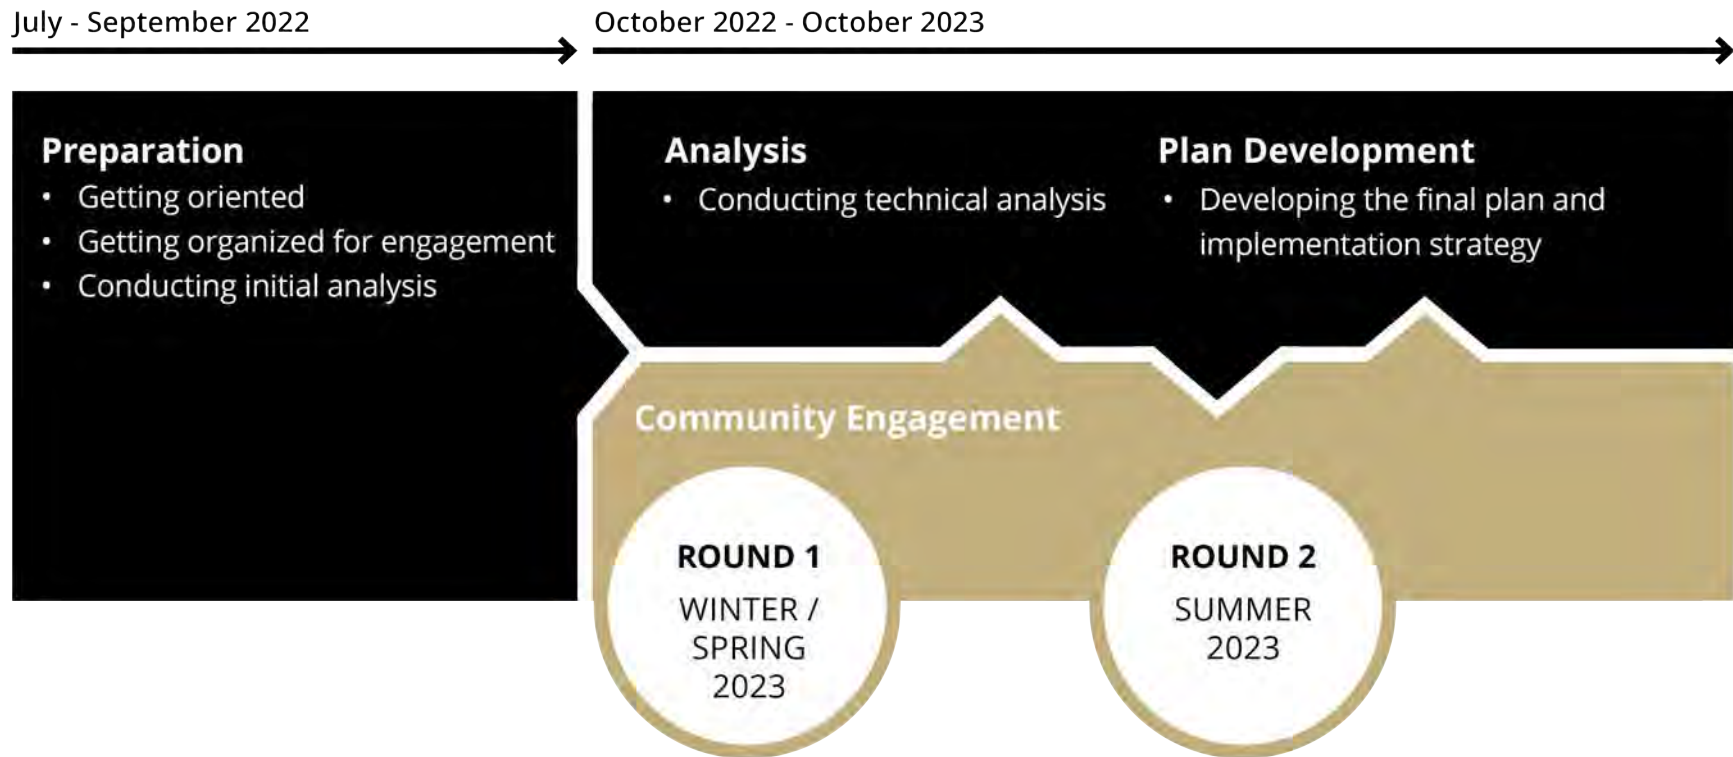 July - September 2022
October 2022 - October 2023
Preparation
• Getting oriented
• Getting organized for engagement
• Conducting initial analysis
Analysis
• Conducting technical analysis
Plan Development
• Developing the final plan and
implementation strategy
Community Engagement
ROUND 1
WINTER /
SPRING
2023
ROUND 2
SUMMER
2023